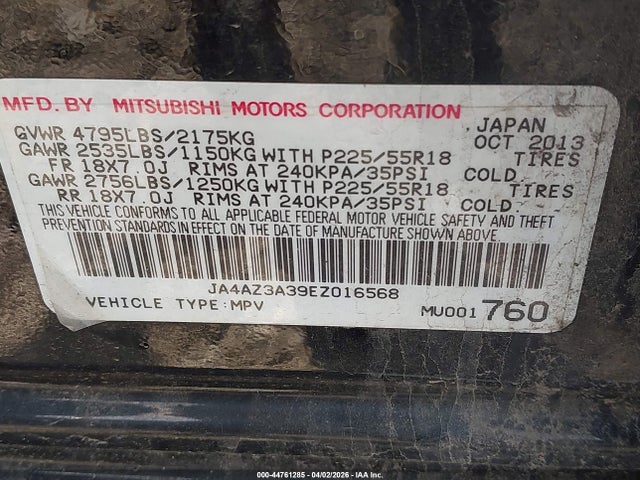 MFD.BY MITSUBISHI MOTORS CORPORATION JAPAN
GVWR 4795LBS/2175KG OCT 2013
GAWR 2535LBS/1150KG WITH P225/55R18 TIRES
FR 18X7.0J RIMS AT 240KPA/35PSI COLD
GAWR 2756LBS/1250KG WITH P225/55R18 TIRES
RR 18X7.0J RIMS AT 240KPA/35PSI COLD
THIS VEHICLE CONFORMS TO ALL APPLICABLE FEDERAL MOTOR VEHICLE SAFETY AND THEFT
PREVENTION STANDARDS IN EFFECT ON THE DATE OF MANUFACTURE SHOWN ABOVE.
JA4AZ3A39EZ016568
VEHICLE TYPE:MPV MU001760
000-44761285 - 04/02/2026 - IAA Inc.